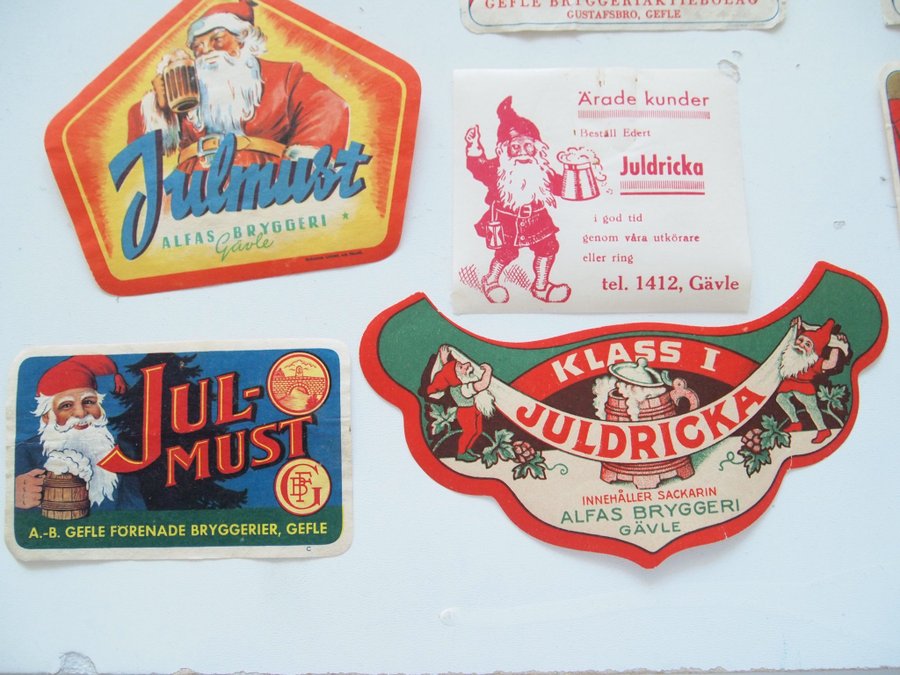 GEFLE BRYGGERIAKTIEBOLAG
GUSTAFSBRO, GEFLE
Julmust
ALFAS BRYGGERI
Gävle
Ärade kunder
Beställ Edert
Juldricka
i god tid
genom våra utkörare
eller ring
tel. 1412, Gävle
JUL-
MUST
GFB
A.-B. GEFLE FÖRENADE BRYGGERIER, GEFLE
C
KLASS I
JULDRICKA
INNEHÅLLER SACKARIN
ALFAS BRYGGERI
GÄVLE